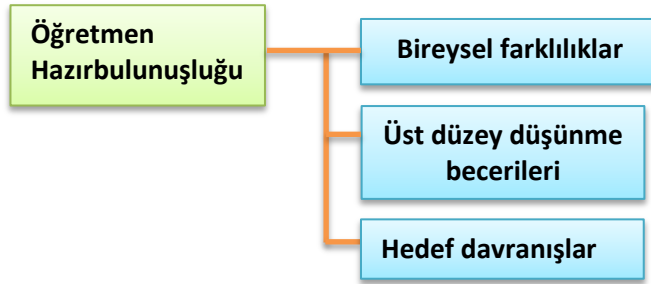 Öğretmen
Hazırbulunuşluğu
Bireysel farklılıklar
Üst düzey düşünme
becerileri
Hedef davranışlar